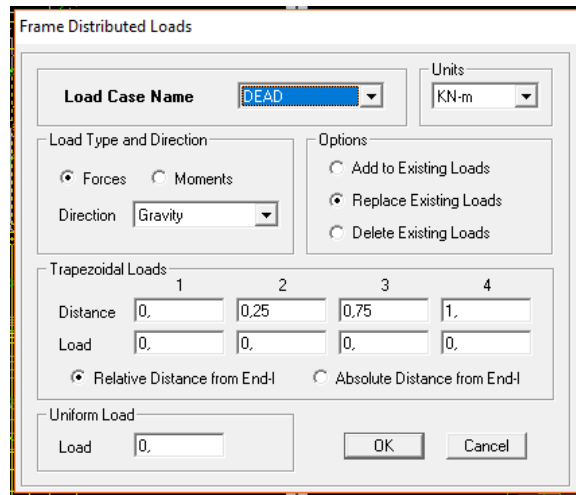 Frame Distributed Loads
Load Case Name DEAD
Units
KN-m
Load Type and Direction
Forces Moments
Direction Gravity
Options
Add to Existing Loads
Replace Existing Loads
Delete Existing Loads
Trapezoidal Loads
1 2 3 4
Distance 0, 0,25 0,75 1,
Load 0, 0, 0, 0,
Relative Distance from End-I Absolute Distance from End-I
Uniform Load
Load 0,
OK Cancel